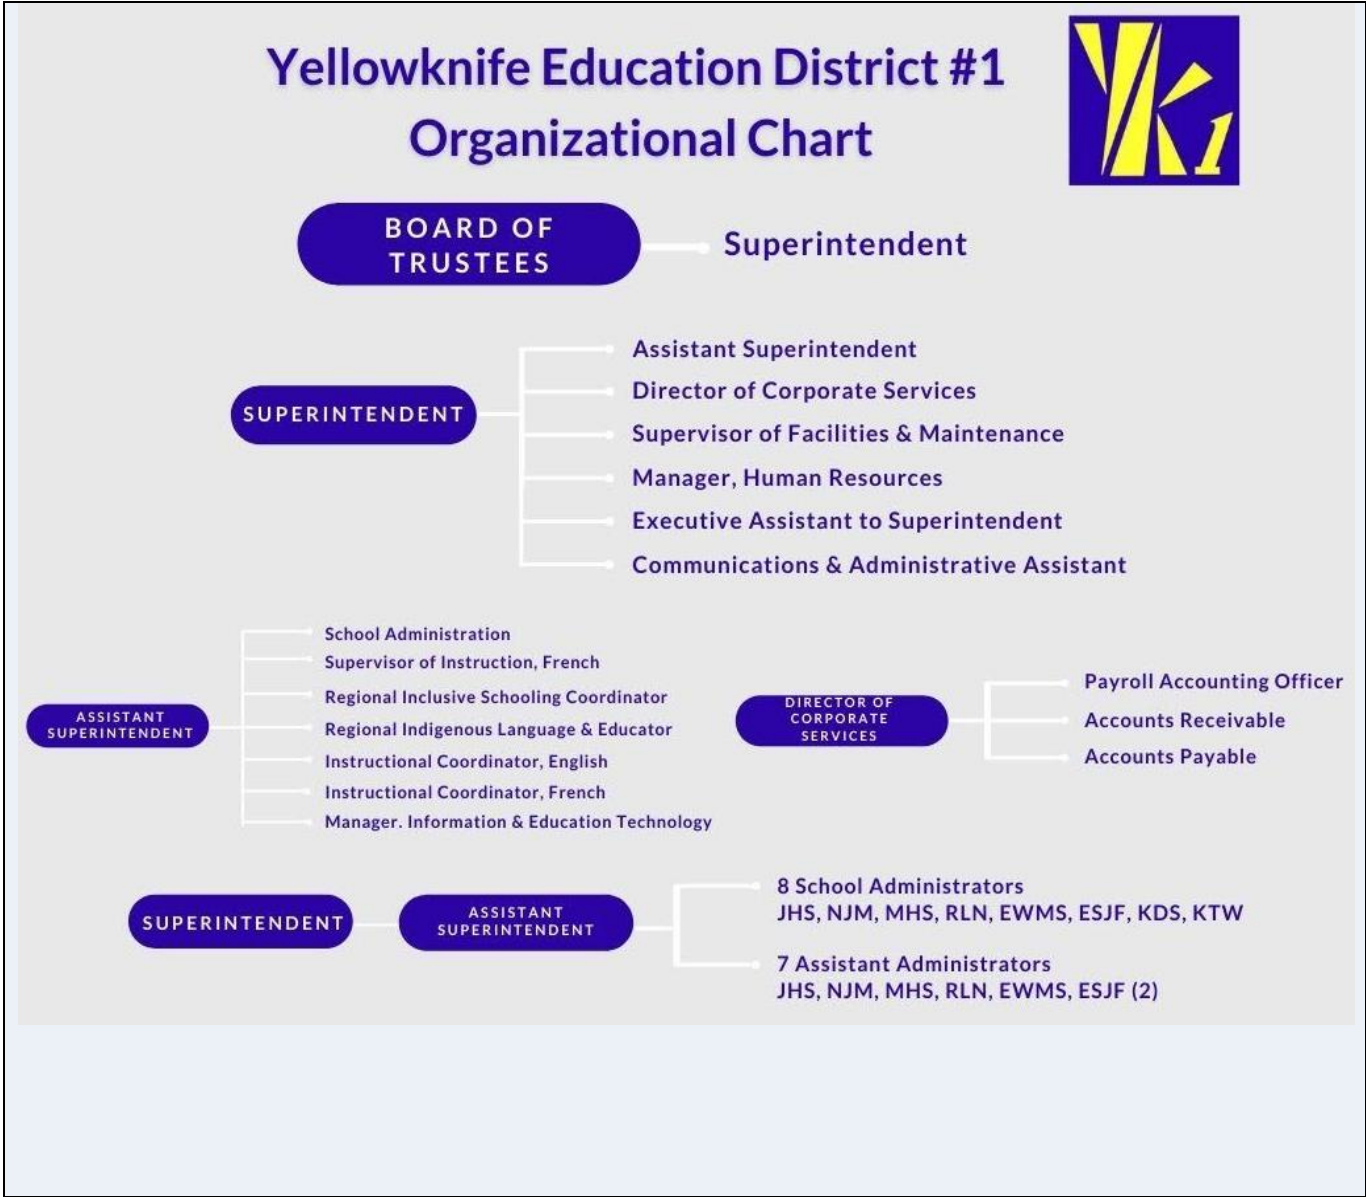 Yellowknife Education District #1
Organizational Chart
YK1
BOARD OF
TRUSTEES
Superintendent
SUPERINTENDENT
Assistant Superintendent
Director of Corporate Services
Supervisor of Facilities & Maintenance
Manager, Human Resources
Executive Assistant to Superintendent
Communications & Administrative Assistant
ASSISTANT
SUPERINTENDENT
School Administration
Supervisor of Instruction, French
Regional Inclusive Schooling Coordinator
Regional Indigenous Language & Educator
Instructional Coordinator, English
Instructional Coordinator, French
Manager. Information & Education Technology
DIRECTOR OF
CORPORATE
SERVICES
Payroll Accounting Officer
Accounts Receivable
Accounts Payable
SUPERINTENDENT
ASSISTANT
SUPERINTENDENT
8 School Administrators
JHS, NJM, MHS, RLN, EWMS, ESJF, KDS, KTW
7 Assistant Administrators
JHS, NJM, MHS, RLN, EWMS, ESJF (2)